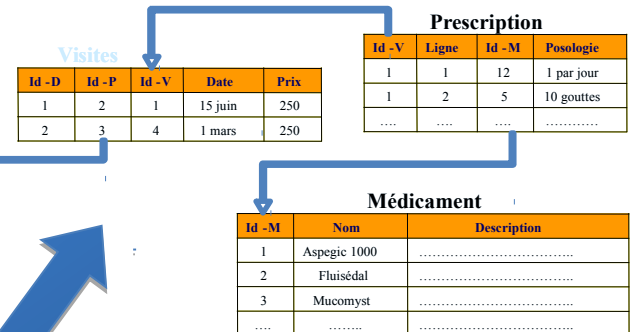 Visites
Id -D Id -P Id -V Date Prix
1 2 1 15 juin 250
2 3 4 1 mars 250
Prescription
Id -V Ligne Id -M Posologie
1 1 12 1 par jour
1 2 5 10 gouttes
…. …. …. …………
Médicament
Id -M Nom Description
1 Aspegic 1000 ……………………………..
2 Fluisédal ……………………………..
3 Mucomyst ……………………………..
…. …….. ……………………………..